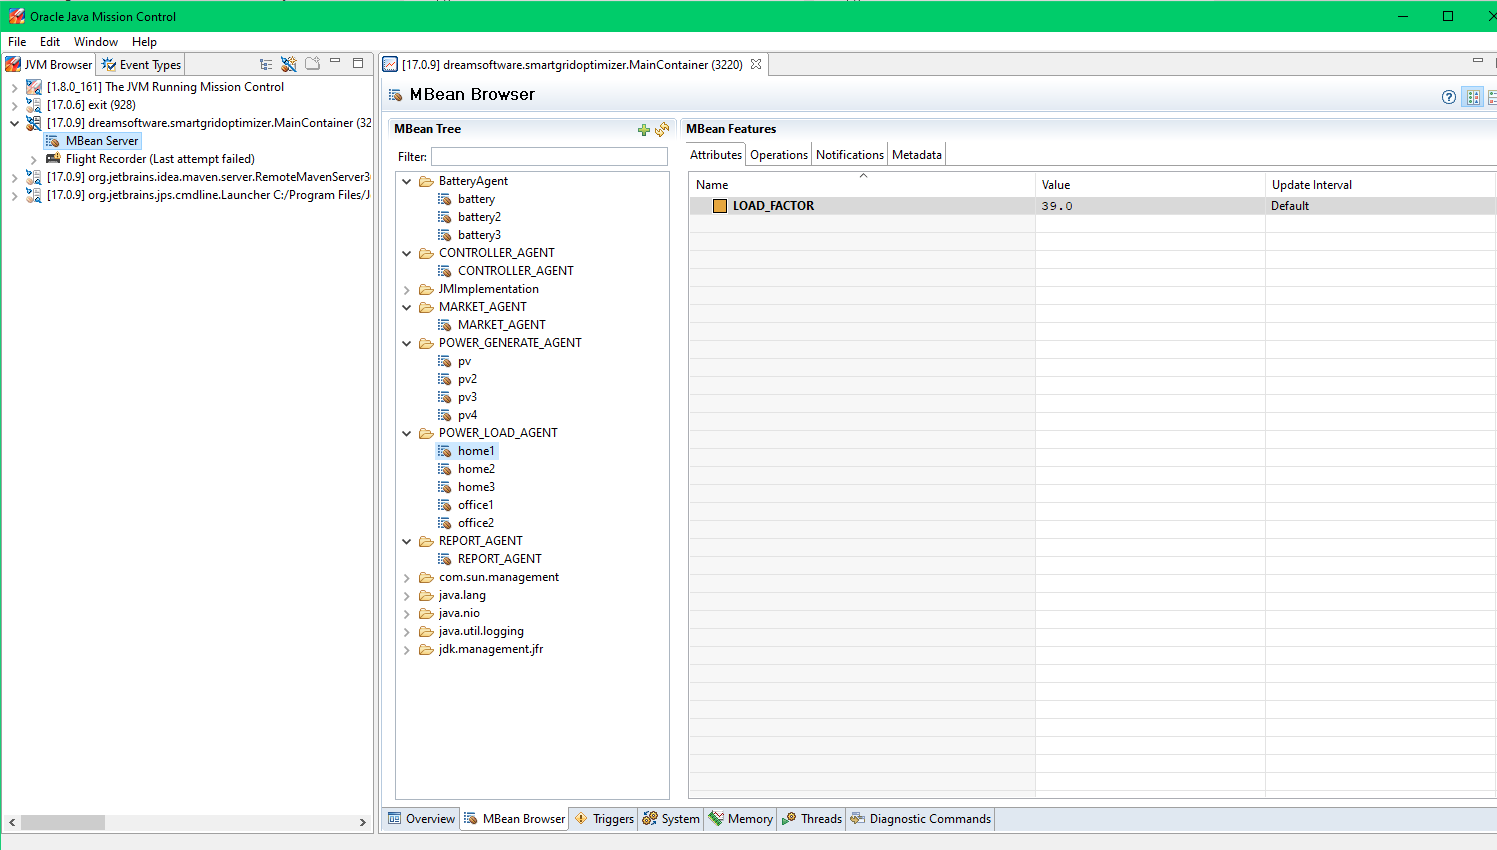 Oracle Java Mission Control
File Edit Window Help
JVM Browser Event Types
[1.8.0_161] The JVM Running Mission Control
[17.0.6] exit (928)
[17.0.9] dreamsoftware.smartgridoptimizer.MainContainer (32
MBean Server
Flight Recorder (Last attempt failed)
[17.0.9] org.jetbrains.idea.maven.server.RemoteMavenServer3
[17.0.9] org.jetbrains.jps.cmdline.Launcher C:/Program Files/J
[17.0.9] dreamsoftware.smartgridoptimizer.MainContainer (3220)
MBean Browser
MBean Tree
Filter:
BatteryAgent
battery
battery2
battery3
CONTROLLER_AGENT
CONTROLLER_AGENT
JMImplementation
MARKET_AGENT
MARKET_AGENT
POWER_GENERATE_AGENT
pv
pv2
pv3
pv4
POWER_LOAD_AGENT
home1
home2
home3
office1
office2
REPORT_AGENT
REPORT_AGENT
com.sun.management
java.lang
java.nio
java.util.logging
jdk.management.jfr
MBean Features
Attributes Operations Notifications Metadata
Name Value Update Interval
LOAD_FACTOR 39.0 Default
Overview MBean Browser Triggers System Memory Threads Diagnostic Commands